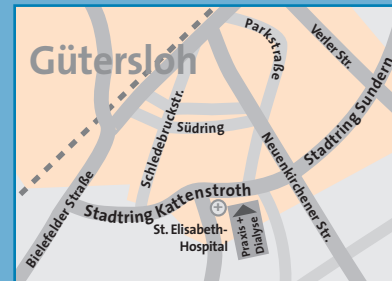 Gütersloh
Parkstraße
Verler Str.
Schledebruckstr.
Südring
Stadtring Sundern
Neuenkirchener Str.
Bielefelder Straße
Stadtring Kattenstroth
St. Elisabeth-
Hospital
Praxis +
Dialyse